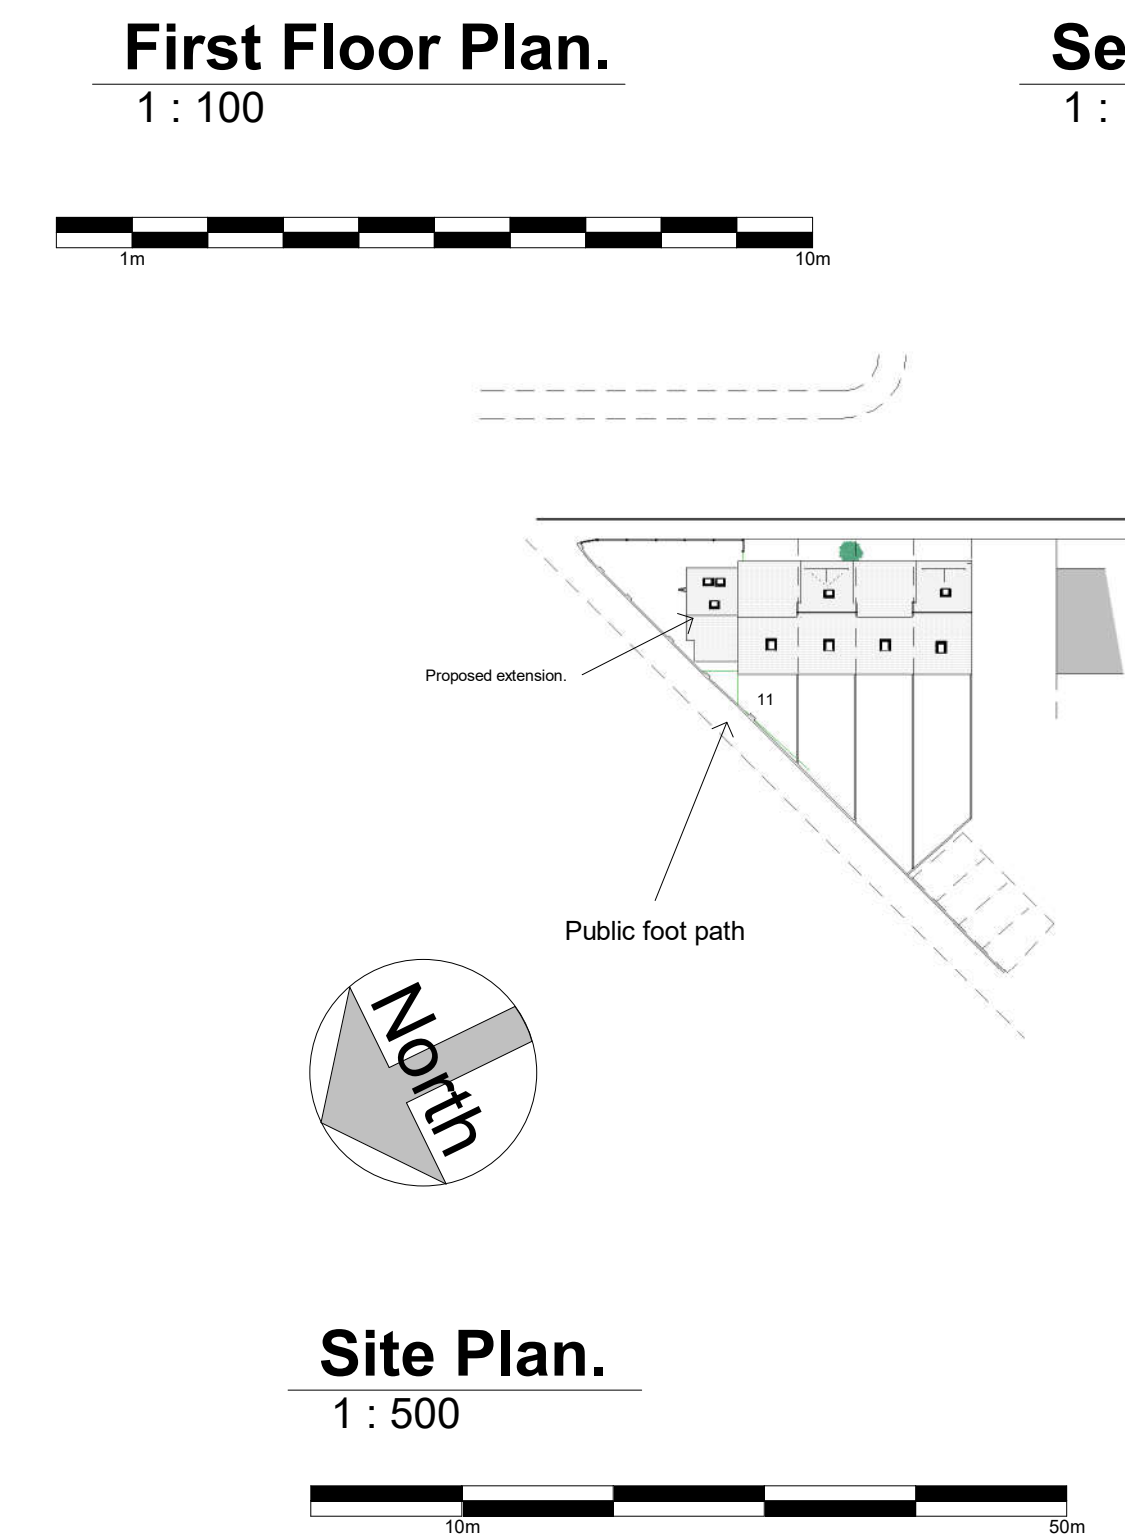 First Floor Plan.
1 : 100
Se
1 :
1m
10m
Proposed extension.
11
Public foot path
North
Site Plan.
1 : 500
10m
50m